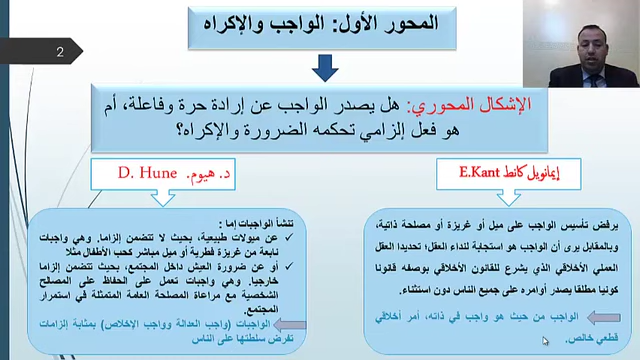 المحور الأول: الواجب والإكراه
2
الإشكال المحوري: هل يصدر الواجب عن إرادة حرة وفاعلة، أم
هو فعل إلزامي تحكمه الضرورة والإكراه؟
إيمانويل كانط E.Kant
د. هيوم. D. Hune
يرفض تأسيس الواجب على ميل أو غريزة أو مصلحة ذاتية،
وبالمقابل يرى أن الواجب هو استجابة لنداء العقل؛ تحديدا العقل
العملي الأخلاقي الذي يشرع للقانون الأخلاقي بوصفه قانونا
كونيا مطلقا يصدر أوامره على جميع الناس دون استثناء.
الواجب من حيث هو واجب في ذاته، أمر أخلاقي
قطعي خالص.
تنشأ الواجبات إما:
عن ميولات طبيعية، بحيث لا تتضمن إلزاما. وهي واجبات
نابعة من غريزة فطرية أو ميل مباشر كحب الأطفال مثلا
أو عن ضرورة العيش داخل المجتمع، بحيث تتضمن إلزاما
خارجيا. وهي واجبات تعمل على الحفاظ على المصالح
الشخصية مع مراعاة المصلحة العامة المتمثلة في استمرار
المجتمع.
الواجبات (واجب العدالة وواجب الإخلاص) بمثابة إلزامات
تفرض سلطتها على الناس